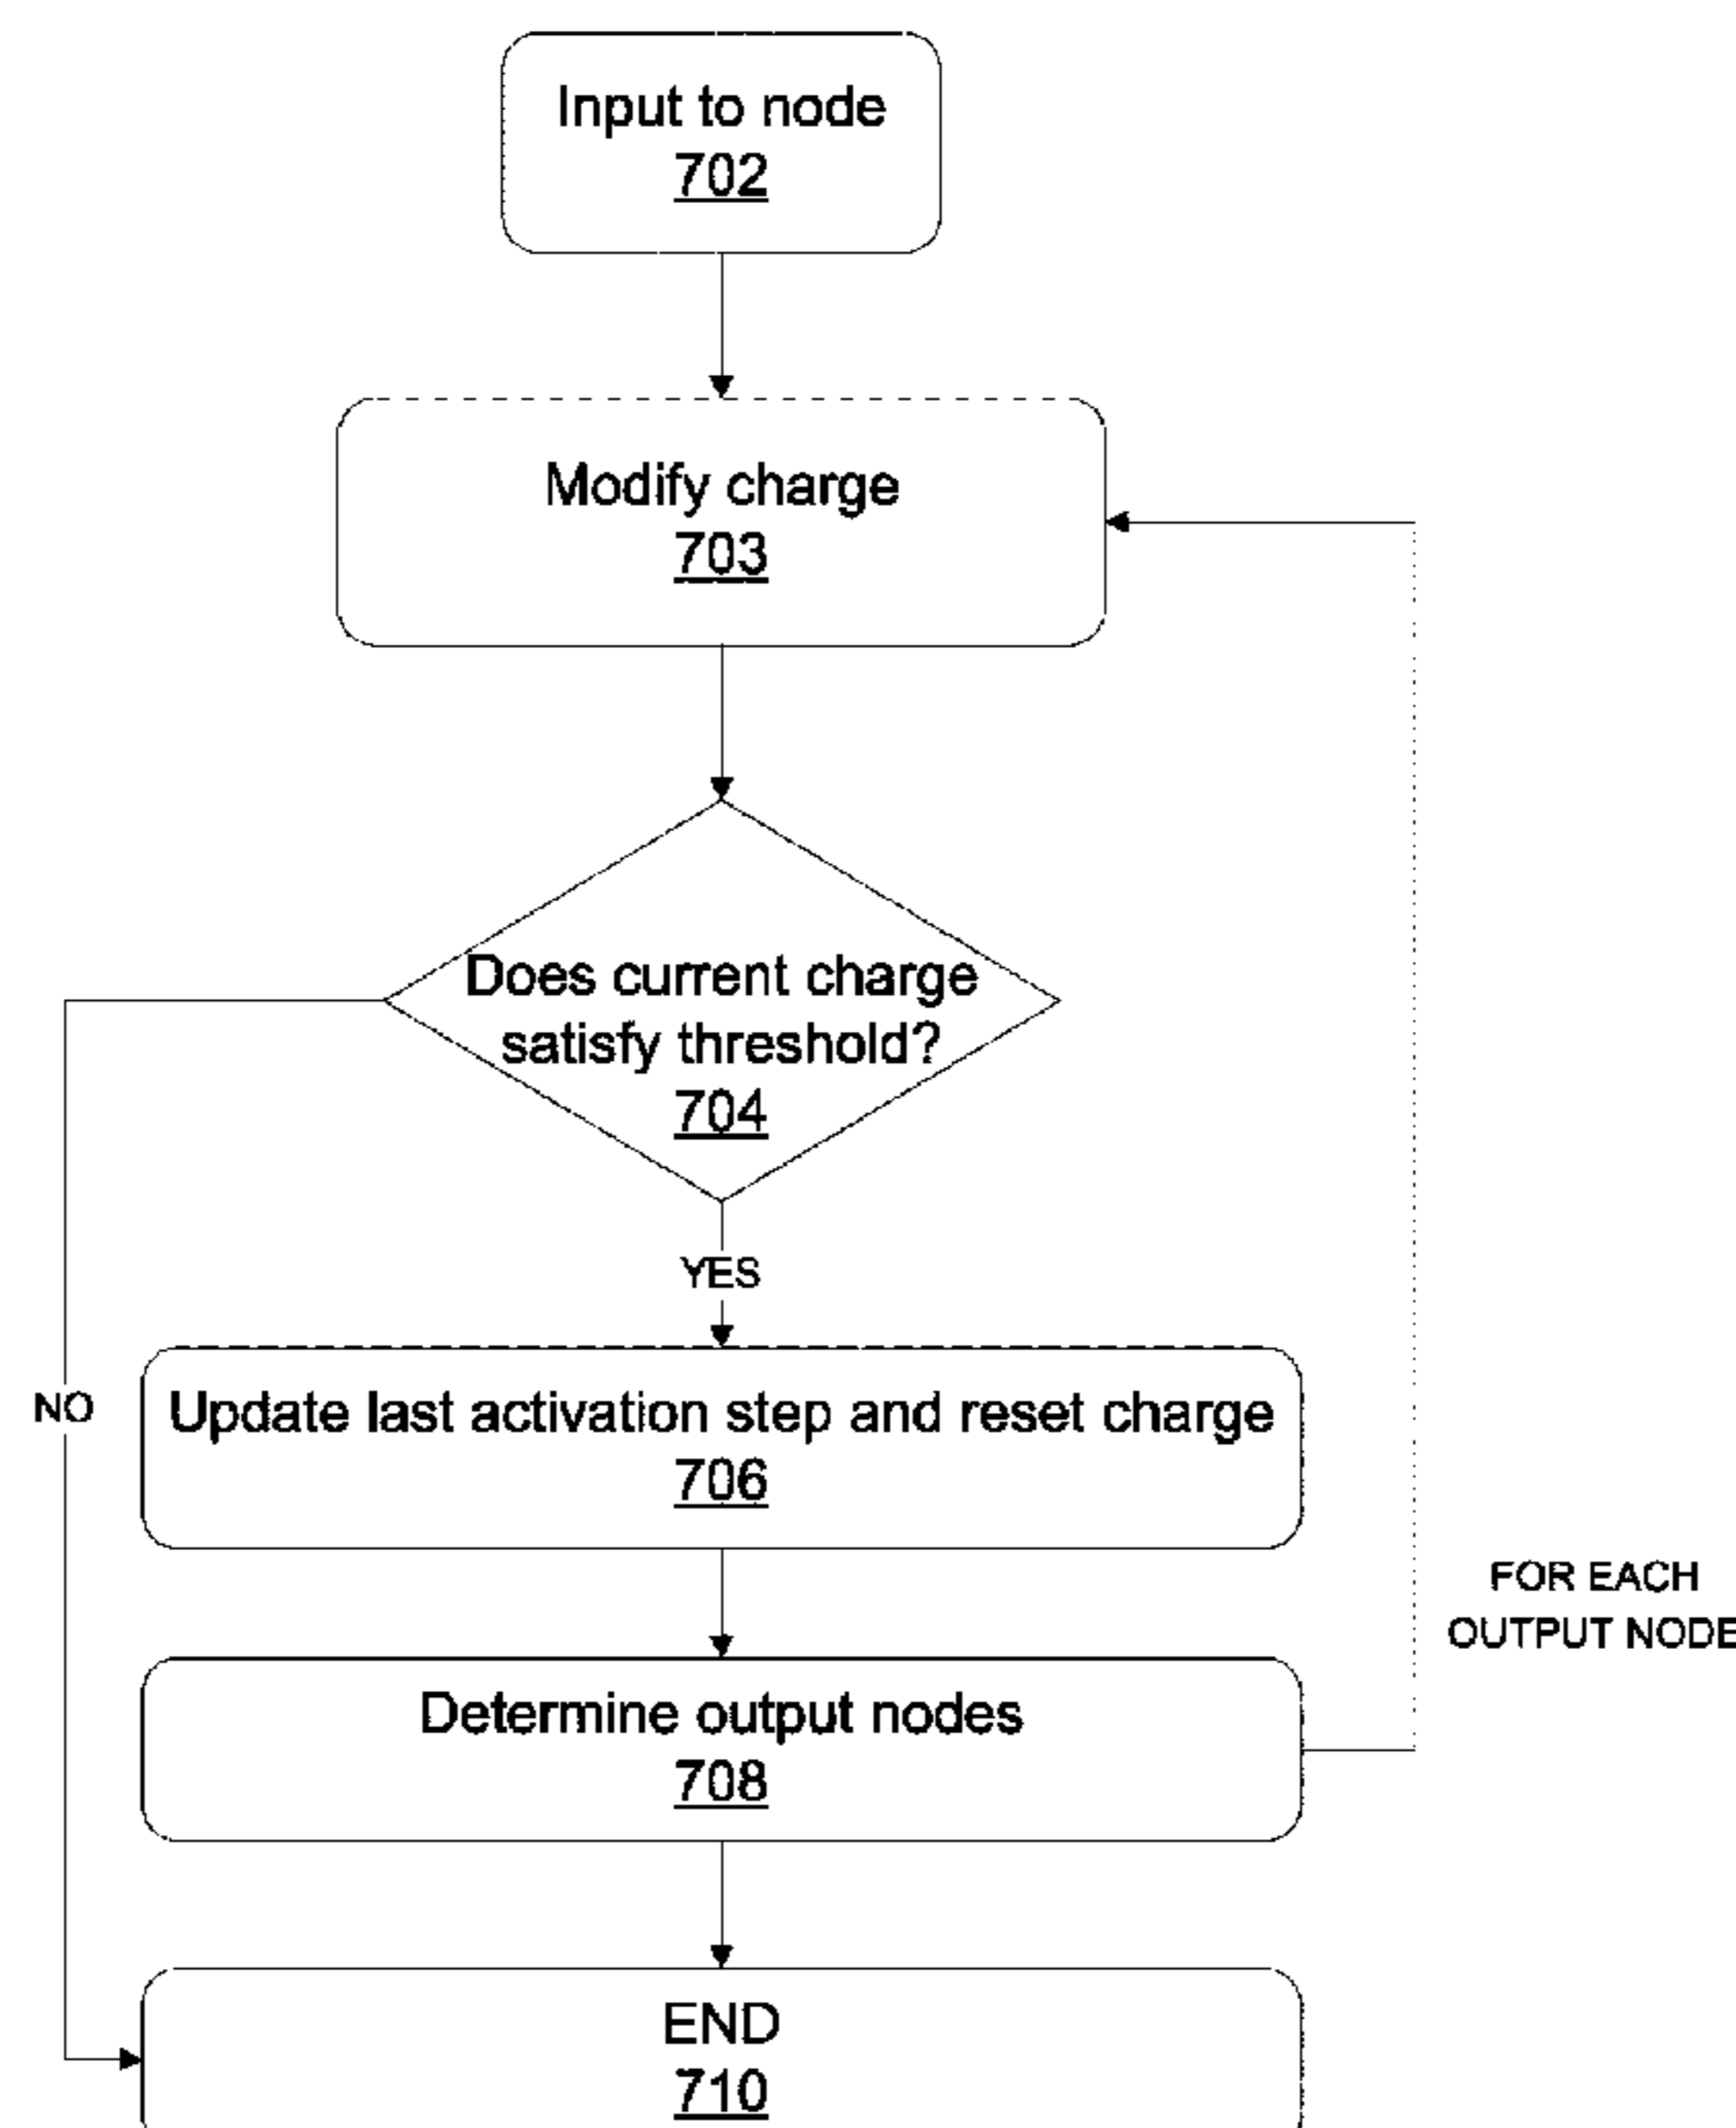 Input to node
702
Modify charge
703
Does current charge
satisfy threshold?
704
YES
NO
Update last activation step and reset charge
706
FOR EACH
OUTPUT NODE
Determine output nodes
708
END
710